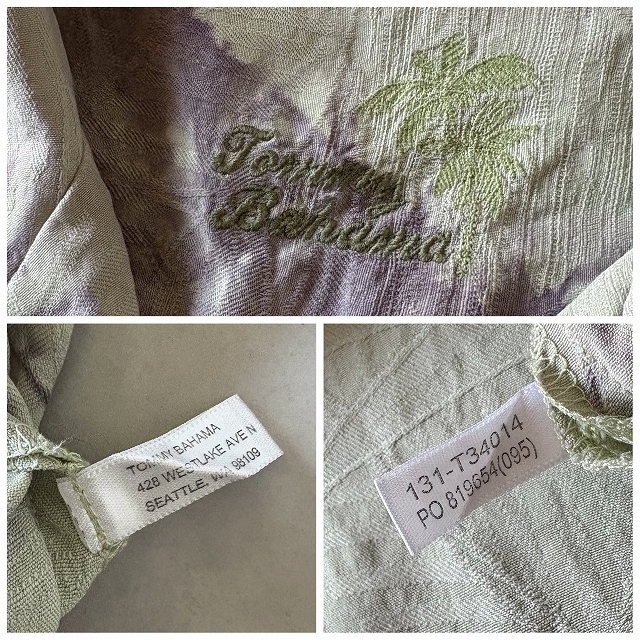 Tommy
Bahama
TOMMY BAHAMA
428 WESTLAKE AVE N
SEATTLE, WA 98109
131-T34014
PO 819654(095)